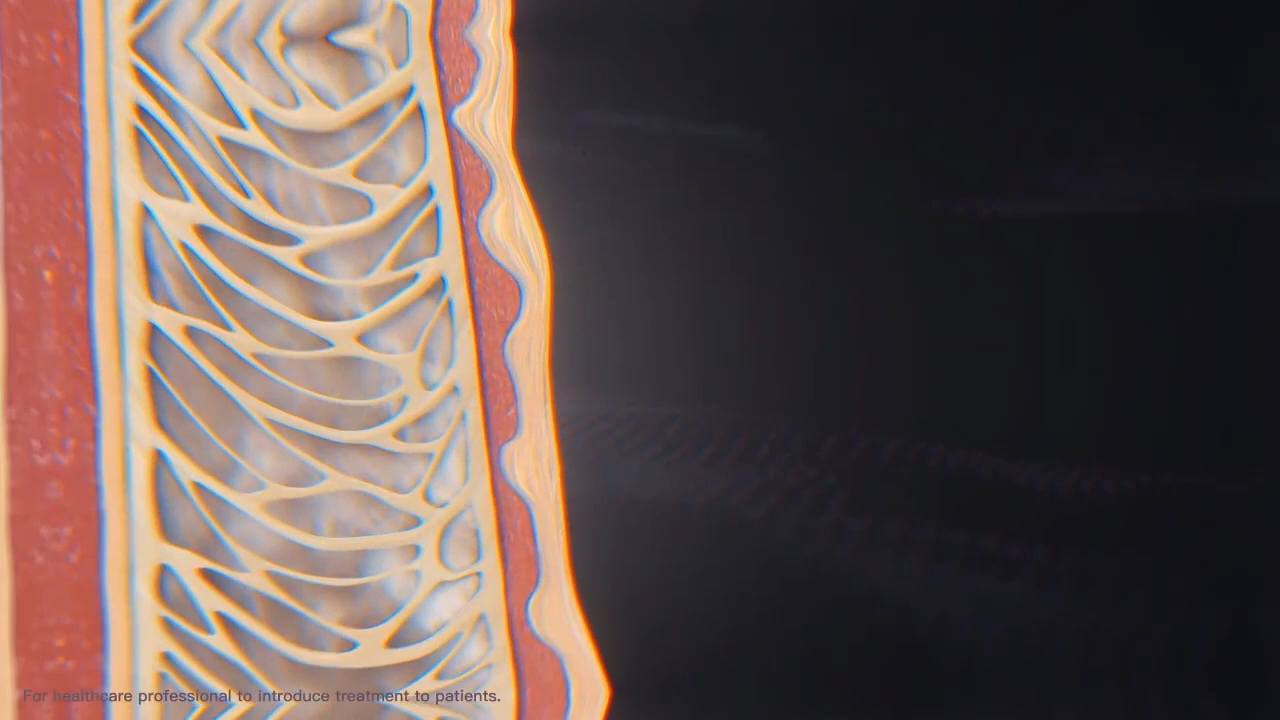 For healthcare professional to introduce treatment to patients.